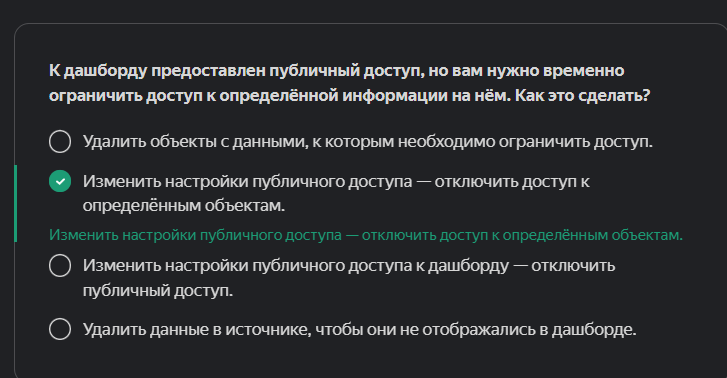 К дашборду предоставлен публичный доступ, но вам нужно временно
ограничить доступ к определённой информации на нём. Как это сделать?
Удалить объекты с данными, к которым необходимо ограничить доступ.
Изменить настройки публичного доступа — отключить доступ к
определённым объектам.
Изменить настройки публичного доступа — отключить доступ к определённым объектам.
Изменить настройки публичного доступа к дашборду — отключить
публичный доступ.
Удалить данные в источнике, чтобы они не отображались в дашборде.